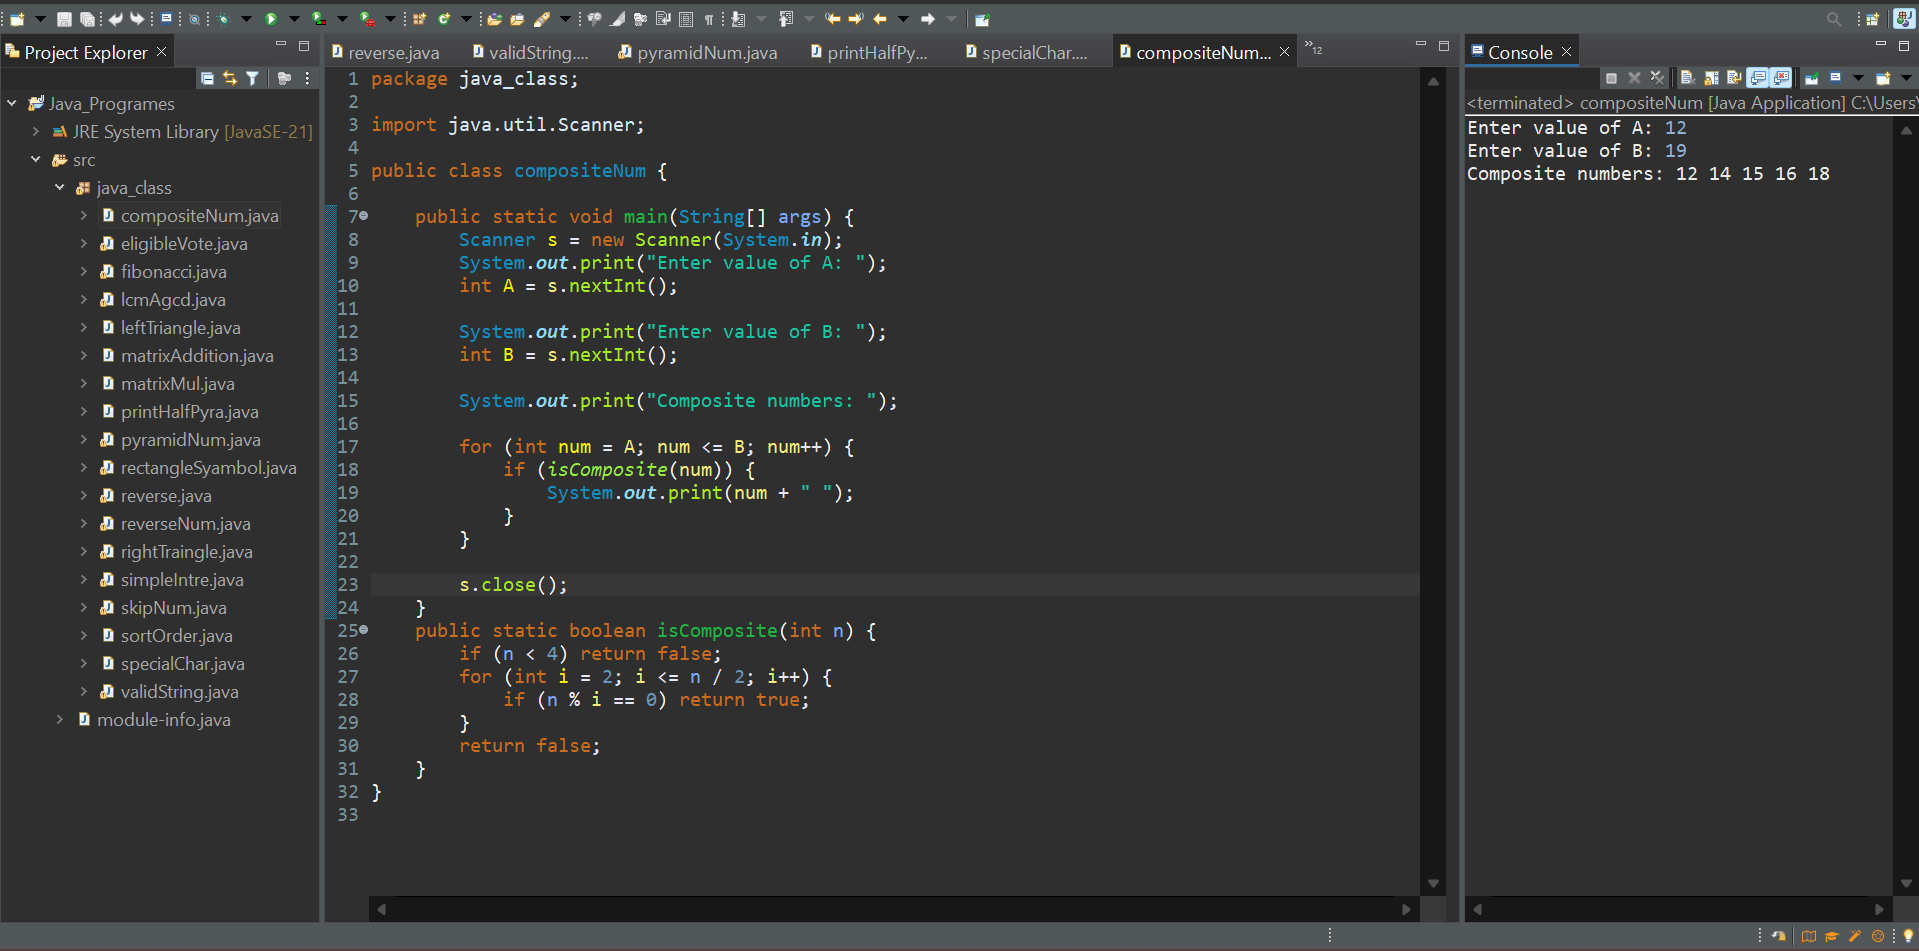 Project Explorer
Java_Programes
JRE System Library [JavaSE-21]
src
java_class
compositeNum.java
eligibleVote.java
fibonacci.java
lcmAgcd.java
leftTriangle.java
matrixAddition.java
matrixMul.java
printHalfPyra.java
pyramidNum.java
rectangleSyambol.java
reverse.java
reverseNum.java
rightTraingle.java
simpleIntre.java
skipNum.java
sortOrder.java
specialChar.java
validString.java
module-info.java
reverse.java validString.... pyramidNum.java printHalfPy... specialChar.... compositeNum... »12
1 package java_class;
2
3 import java.util.Scanner;
4
5 public class compositeNum {
6
7 public static void main(String[] args) {
8 Scanner s = new Scanner(System.in);
9 System.out.print("Enter value of A: ");
10 int A = s.nextInt();
11
12 System.out.print("Enter value of B: ");
13 int B = s.nextInt();
14
15 System.out.print("Composite numbers: ");
16
17 for (int num = A; num <= B; num++) {
18 if (isComposite(num)) {
19 System.out.print(num + " ");
20 }
21 }
22
23 s.close();
24 }
25 public static boolean isComposite(int n) {
26 if (n < 4) return false;
27 for (int i = 2; i <= n / 2; i++) {
28 if (n % i == 0) return true;
29 }
30 return false;
31 }
32 }
33
Console
<terminated> compositeNum [Java Application] C:\Users\
Enter value of A: 12
Enter value of B: 19
Composite numbers: 12 14 15 16 18